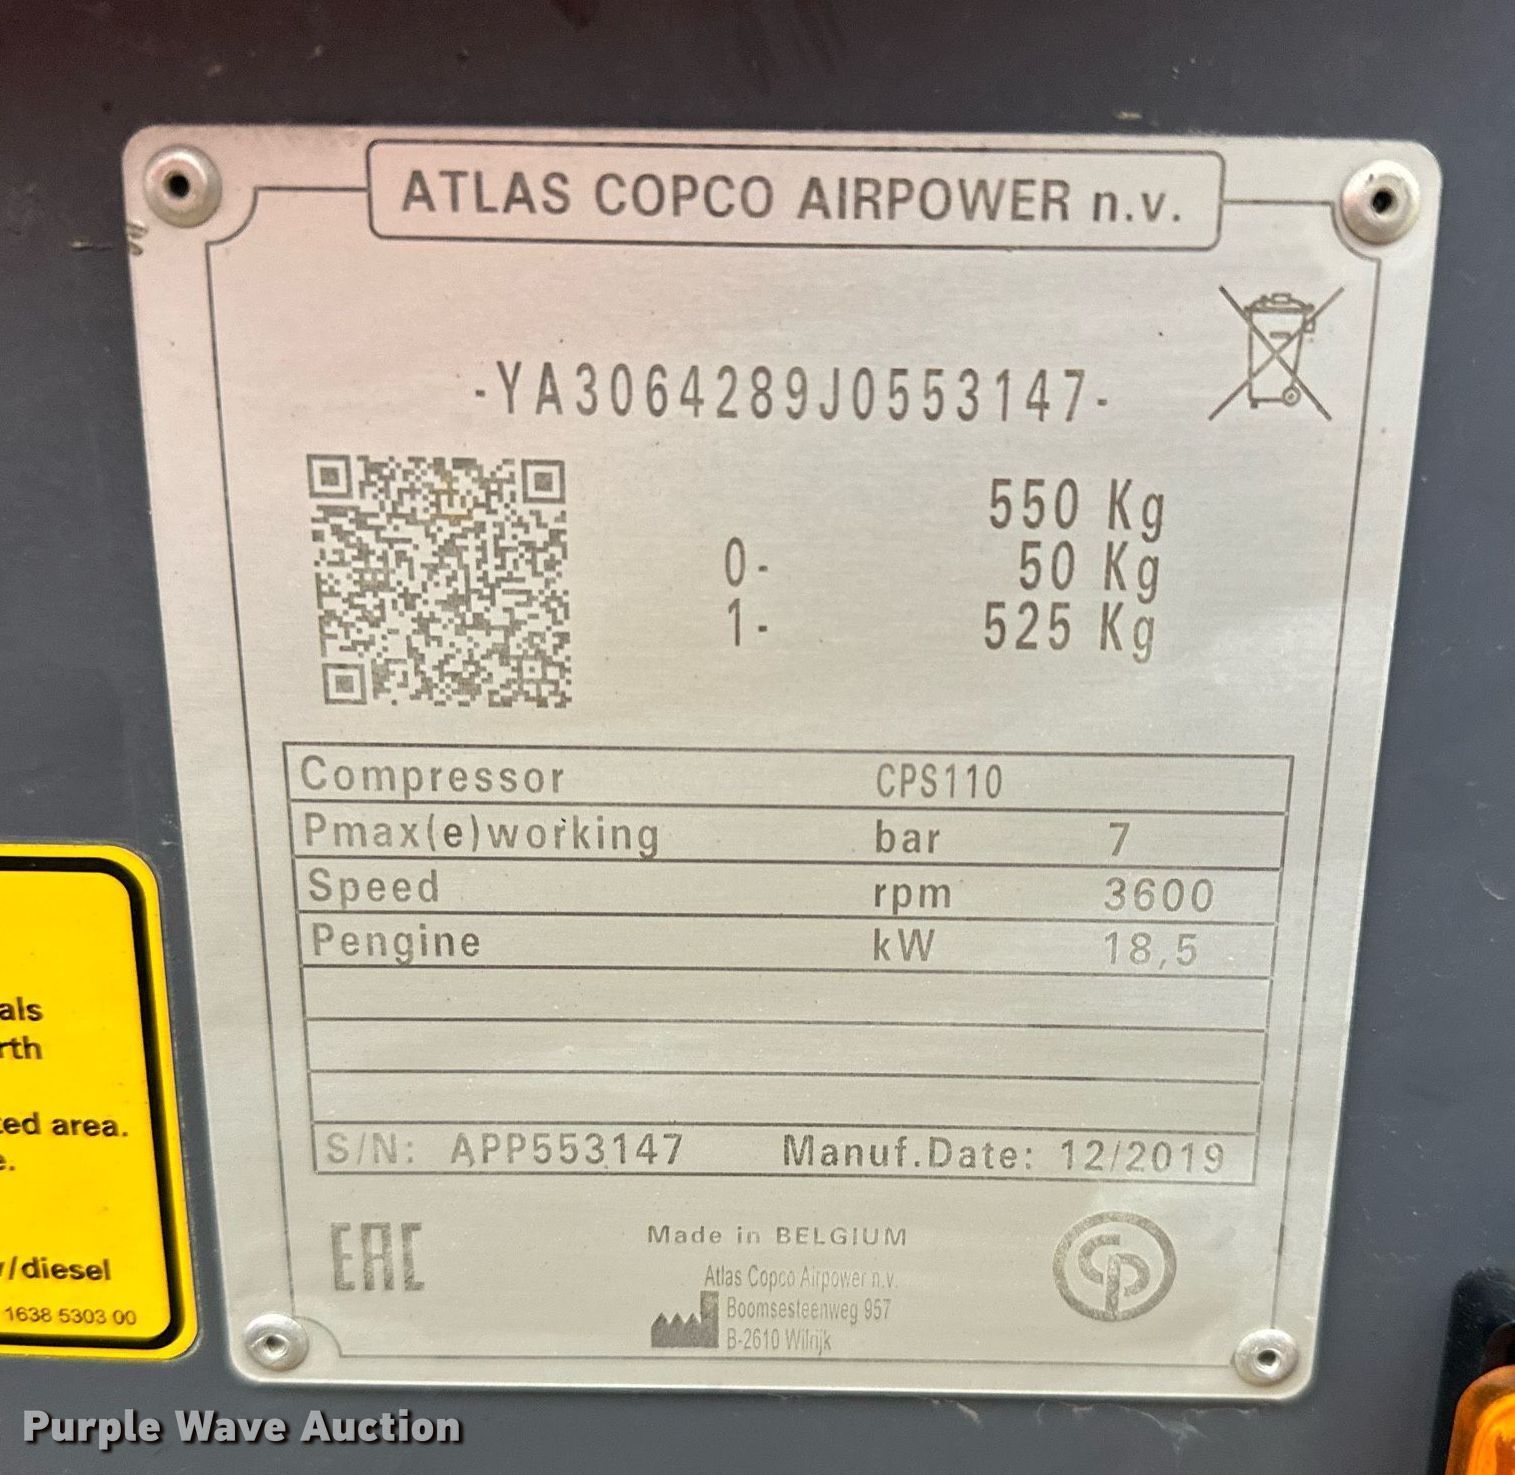 ATLAS COPCO AIRPOWER n.v.
-YA3064289J0553147-
550 Kg
0- 50 Kg
1- 525 Kg
Compressor CPS110
Pmax(e)working bar 7
Speed rpm 3600
Pengine kW 18,5
S/N: APP553147 Manuf.Date: 12/2019
EAC
Made in BELGIUM
CP
Atlas Copco Airpower n.v.
Boomsesteenweg 957
B-2610 Wilrijk
als
rth
ted area.
e.
/diesel
1638 5303 00
Purple Wave Auction